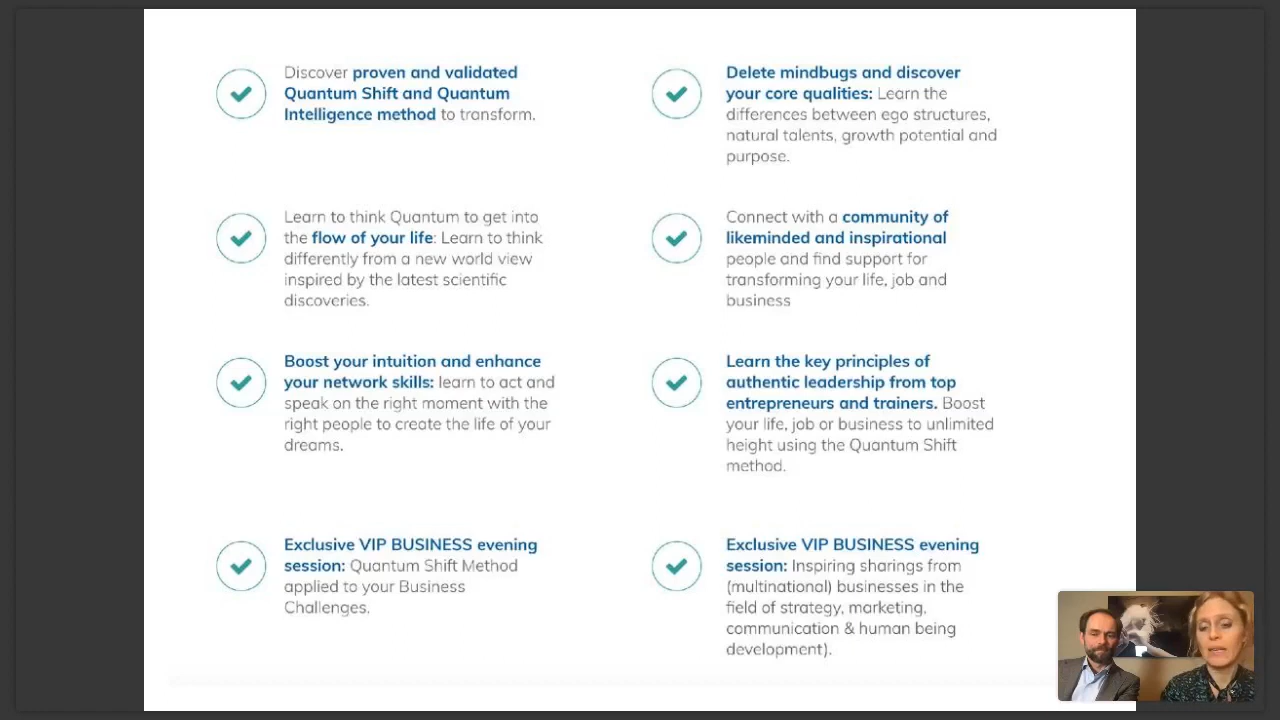 Discover proven and validated
Quantum Shift and Quantum
Intelligence method to transform.
Delete mindbugs and discover
your core qualities: Learn the
differences between ego structures,
natural talents, growth potential and
purpose.
Learn to think Quantum to get into
the flow of your life: Learn to think
differently from a new world view
inspired by the latest scientific
discoveries.
Connect with a community of
likeminded and inspirational
people and find support for
transforming your life, job and
business
Boost your intuition and enhance
your network skills: learn to act and
speak on the right moment with the
right people to create the life of your
dreams.
Learn the key principles of
authentic leadership from top
entrepreneurs and trainers. Boost
your life, job or business to unlimited
height using the Quantum Shift
method.
Exclusive VIP BUSINESS evening
session: Quantum Shift Method
applied to your Business
Challenges.
Exclusive VIP BUSINESS evening
session: Inspiring sharings from
(multinational) businesses in the
field of strategy, marketing,
communication & human being
development).